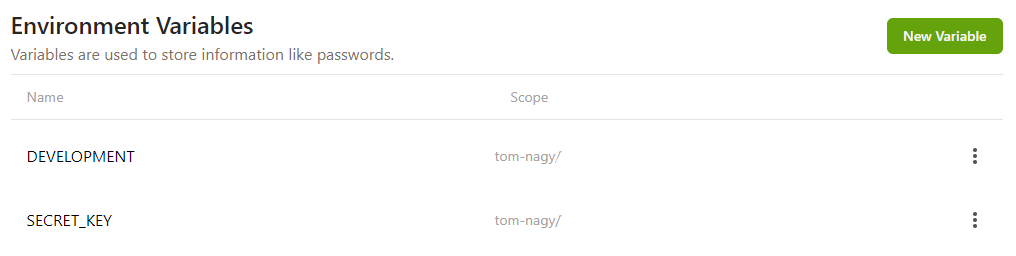 Environment Variables
Variables are used to store information like passwords.
New Variable
Name Scope
DEVELOPMENT tom-nagy/
SECRET_KEY tom-nagy/